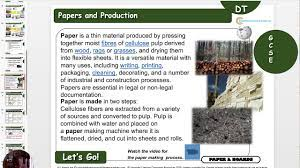 Papers and Production
DT
GCSE
Paper is a thin material produced by pressing
together moist fibres of cellulose pulp derived
from wood, rags or grasses, and drying them
into flexible sheets. It is a versatile material with
many uses, including writing, printing,
packaging, cleaning, decorating, and a number
of industrial and construction processes.
Papers are essential in legal or non-legal
documentation.
Paper is made in two steps:
Cellulose fibers are extracted from a variety
of sources and converted to pulp. Pulp is
combined with water and placed on
a paper making machine where it is
flattened, dried, and cut into sheets and rolls.
Let's Go!
Watch the video for
the paper making process.
PAPER & BOARDS